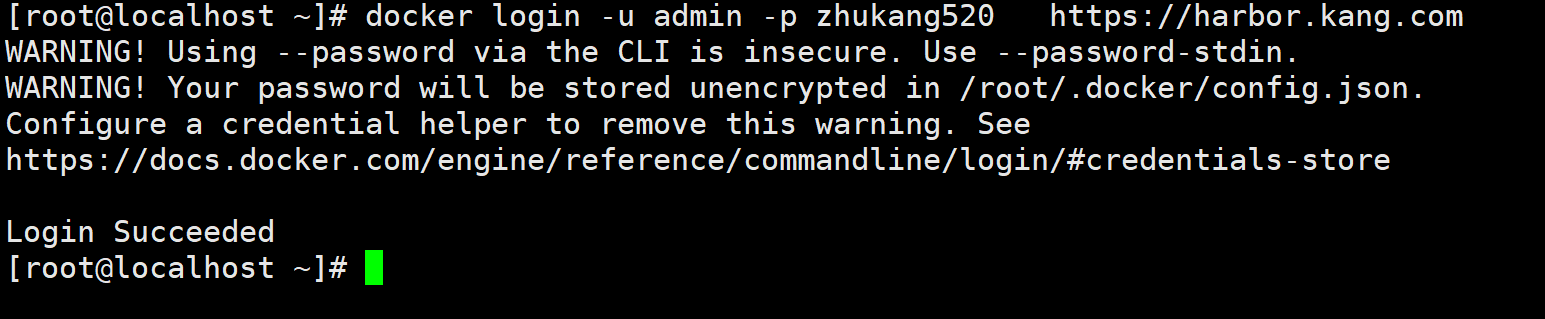 [root@localhost ~]# docker login -u admin -p zhukang520   https://harbor.kang.com
WARNING! Using --password via the CLI is insecure. Use --password-stdin.
WARNING! Your password will be stored unencrypted in /root/.docker/config.json.
Configure a credential helper to remove this warning. See
https://docs.docker.com/engine/reference/commandline/login/#credentials-store
Login Succeeded
[root@localhost ~]#